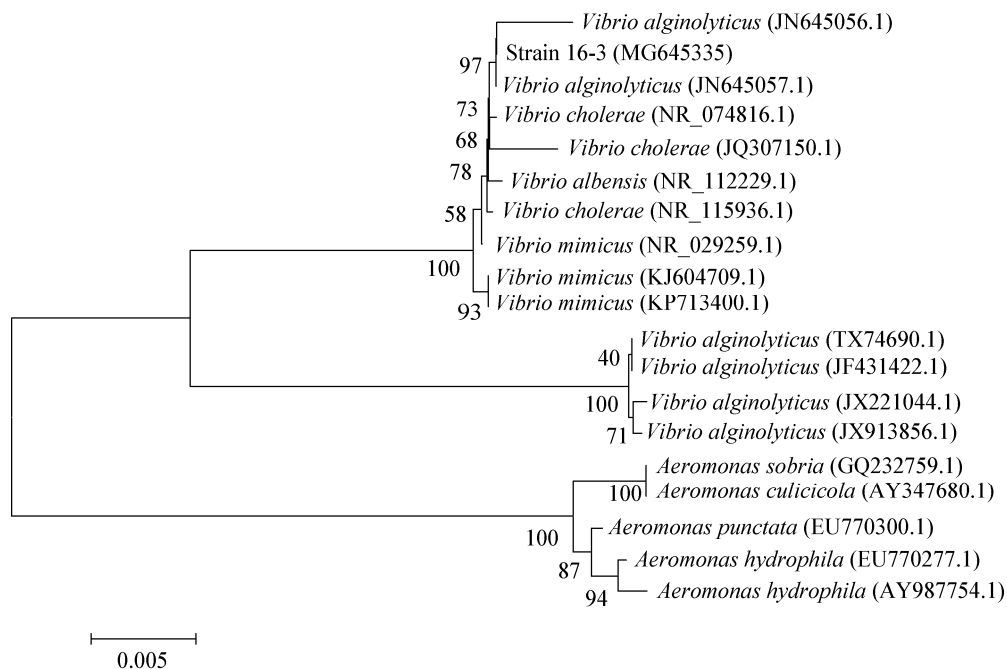 Vibrio alginolyticus (JN645056.1)
Strain 16-3 (MG645335)
97
Vibrio alginolyticus (JN645057.1)
73
Vibrio cholerae (NR_074816.1)
68
Vibrio cholerae (JQ307150.1)
78
Vibrio albensis (NR_112229.1)
58
Vibrio cholerae (NR_115936.1)
Vibrio mimicus (NR_029259.1)
100
Vibrio mimicus (KJ604709.1)
93
Vibrio mimicus (KP713400.1)
Vibrio alginolyticus (TX74690.1)
40
Vibrio alginolyticus (JF431422.1)
100
Vibrio alginolyticus (JX221044.1)
71
Vibrio alginolyticus (JX913856.1)
Aeromonas sobria (GQ232759.1)
100
Aeromonas culicicola (AY347680.1)
100
Aeromonas punctata (EU770300.1)
87
Aeromonas hydrophila (EU770277.1)
94
Aeromonas hydrophila (AY987754.1)
0.005